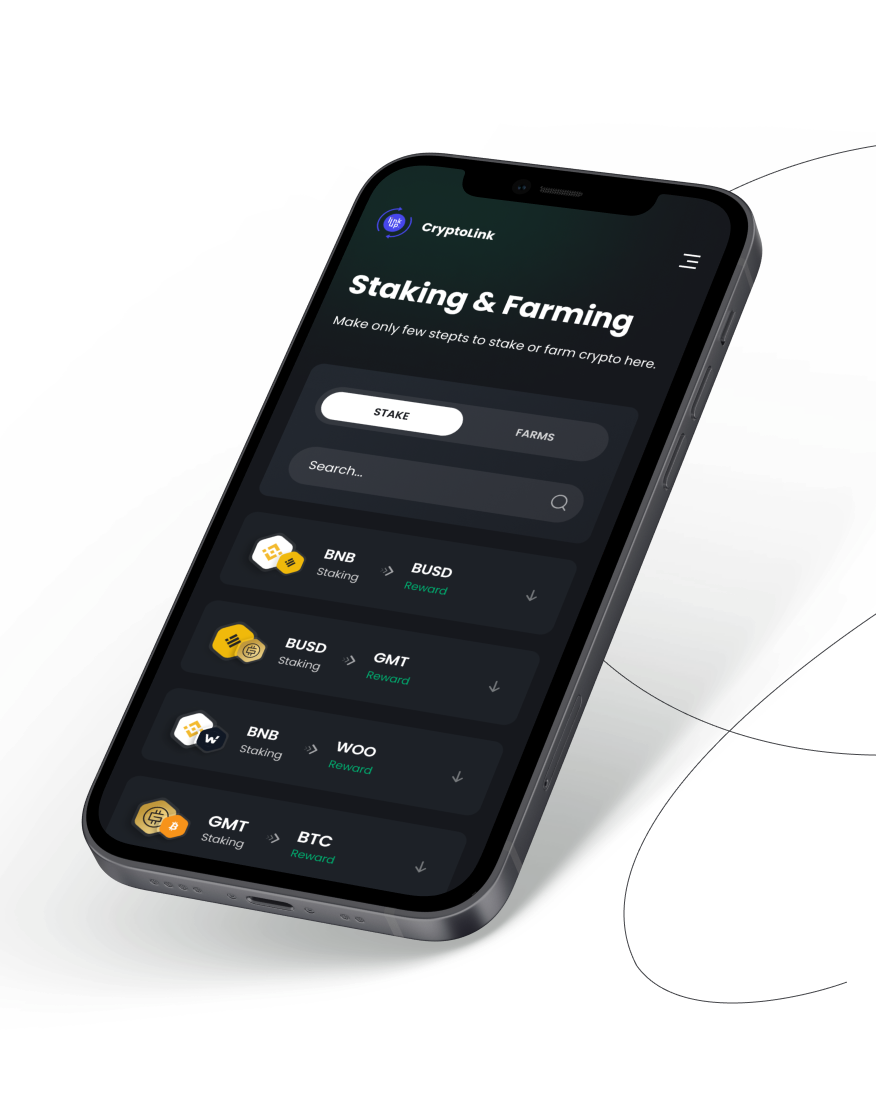 link
up
CryptoLink
Staking & Farming
Make only few stepts to stake or farm crypto here.
STAKE
FARMS
Search...
BNB
Staking
BUSD
Reward
BUSD
Staking
GMT
Reward
BNB
Staking
WOO
Reward
GMT
Staking
BTC
Reward